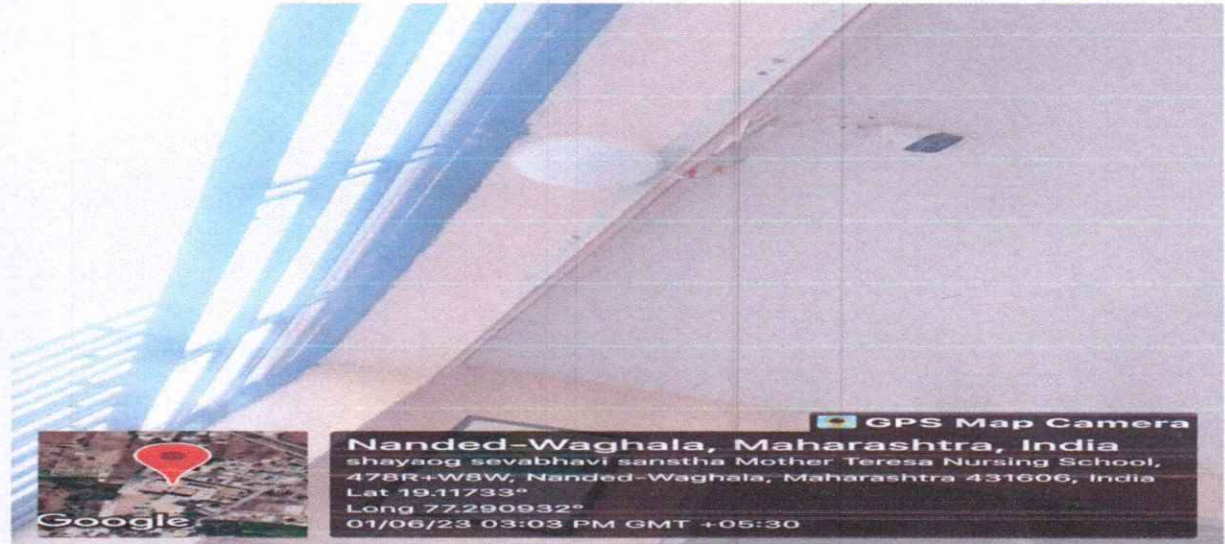 GPS Map Camera
Nanded-Waghala, Maharashtra, India
shayaog sevabhavi sanstha Mother Teresa Nursing School,
478R+W8W, Nanded-Waghala, Maharashtra 431606, India
Lat 19.11733°
Long 77.290932°
01/06/23 03:03 PM GMT +05:30
Google